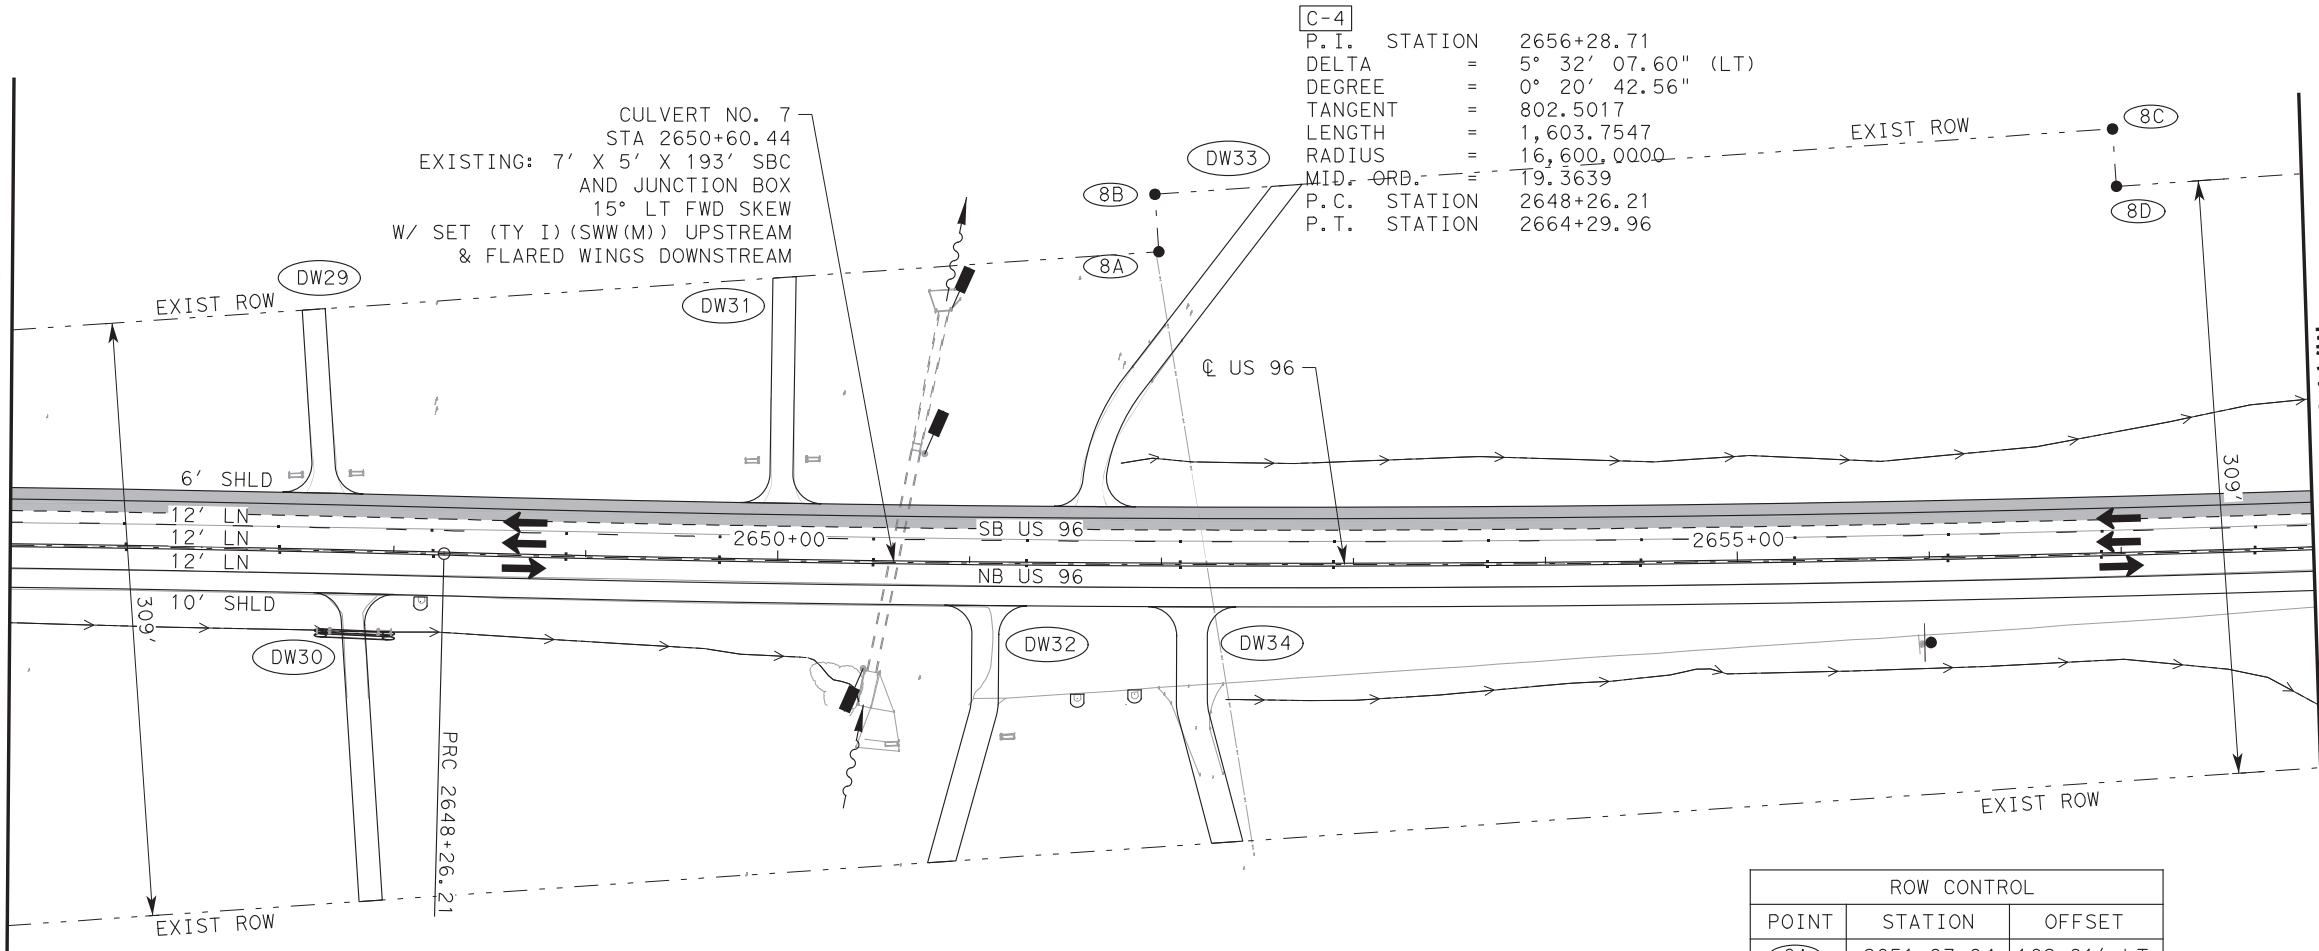 C-4
P.I. STATION 2656+28.71
DELTA = 5° 32' 07.60" (LT)
DEGREE = 0° 20' 42.56"
TANGENT = 802.5017
LENGTH = 1,603.7547
RADIUS = 16,600.0000
MID. ORD. = 19.3639
P.C. STATION 2648+26.21
P.T. STATION 2664+29.96
CULVERT NO. 7
STA 2650+60.44
EXISTING: 7' X 5' X 193' SBC
AND JUNCTION BOX
15° LT FWD SKEW
W/ SET (TY I)(SWW(M)) UPSTREAM
& FLARED WINGS DOWNSTREAM
EXIST ROW
8C
8D
DW33
8B
8A
DW29
EXIST ROW
DW31
℄ US 96
309'
6' SHLD
12' LN
12' LN
12' LN
10' SHLD
SB US 96
2650+00
2655+00
NB US 96
309'
DW30
DW32
DW34
PRC 2648+26.21
EXIST ROW
EXIST ROW
ROW CONTROL
POINT STATION OFFSET